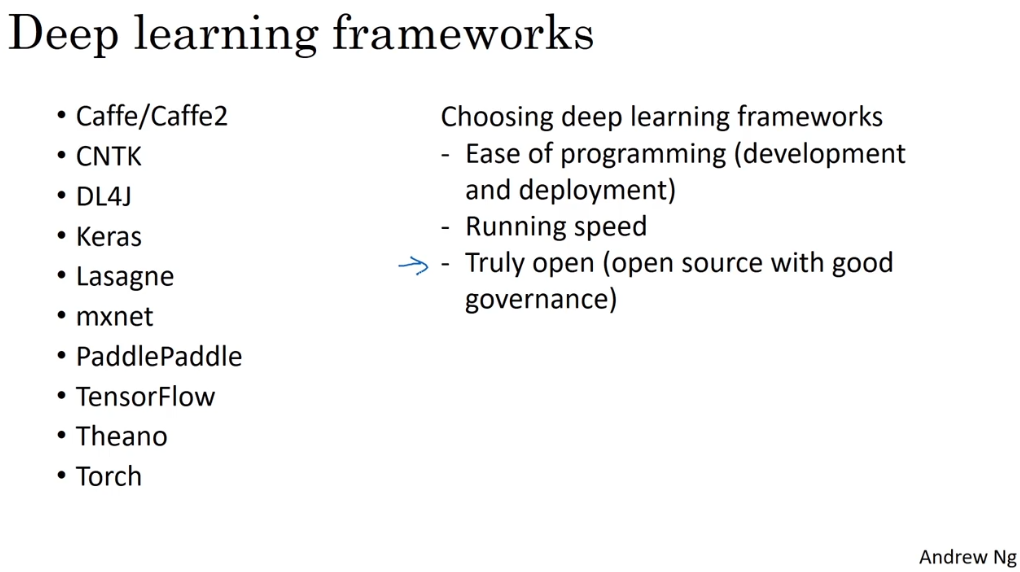 Deep learning frameworks
• Caffe/Caffe2
• CNTK
• DL4J
• Keras
• Lasagne
• mxnet
• PaddlePaddle
• TensorFlow
• Theano
• Torch
Choosing deep learning frameworks
- Ease of programming (development
and deployment)
- Running speed
- Truly open (open source with good
governance)
Andrew Ng